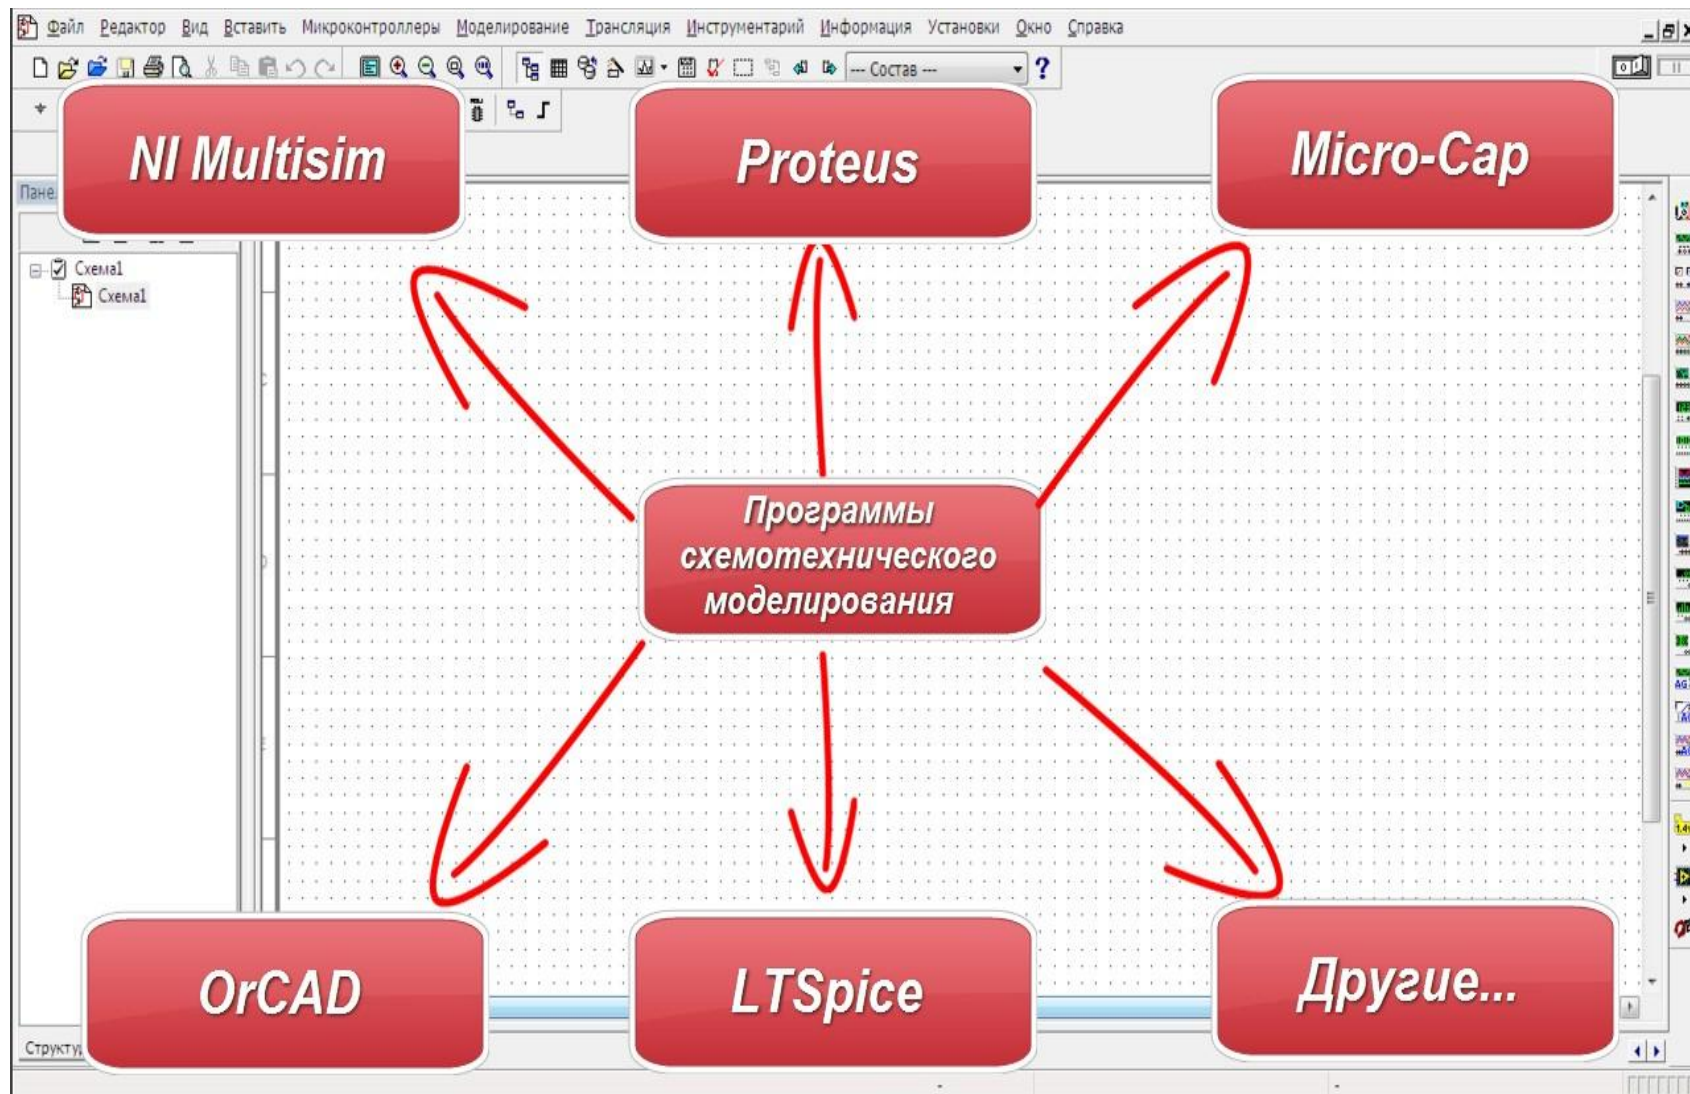 Файл Редактор Вид Вставить Микроконтроллеры Моделирование Трансляция Инструментарий Информация Установки Окно Справка
--- Состав ---
NI Multisim
Proteus
Micro-Cap
Схема1
Схема1
Программы
схемотехнического
моделирования
OrCAD
LTSpice
Другие...